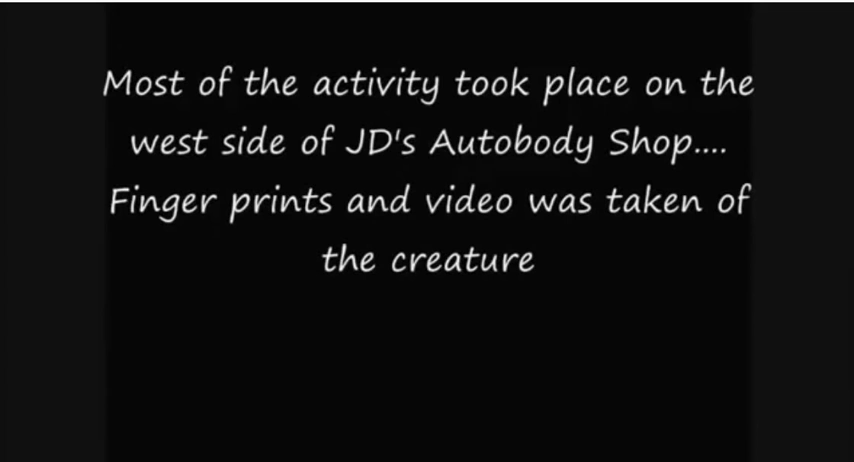 Most of the activity took place on the
west side of JD's Autobody Shop....
Finger prints and video was taken of
the creature